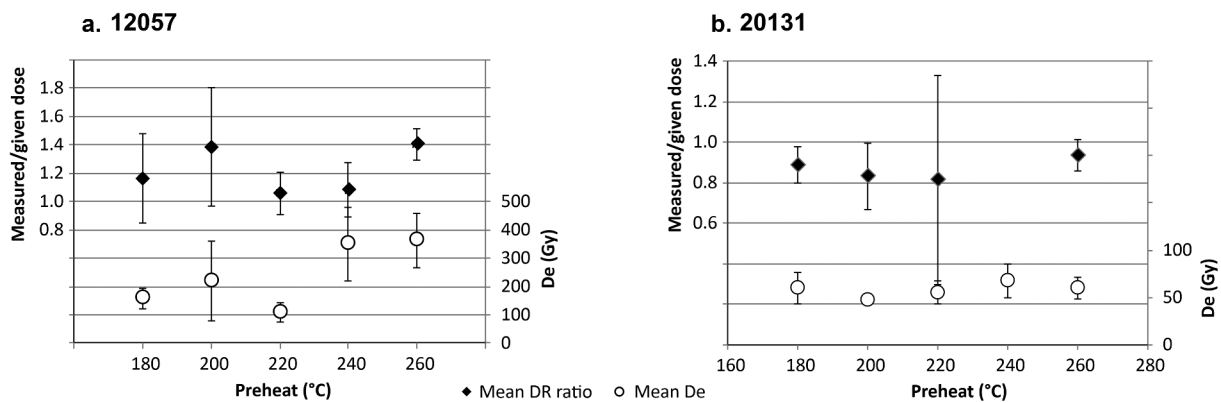 a. 12057
Measured/given dose
1.8
1.6
1.4
1.2
1.0
0.8
500
400
300
200
100
0
De (Gy)
180 200 220 240 260
Preheat (°C)
b. 20131
Measured/given dose
1.4
1.2
1.0
0.8
0.6
100
50
0
De (Gy)
160 180 200 220 240 260 280
Preheat (°C)
Mean DR ratio Mean De